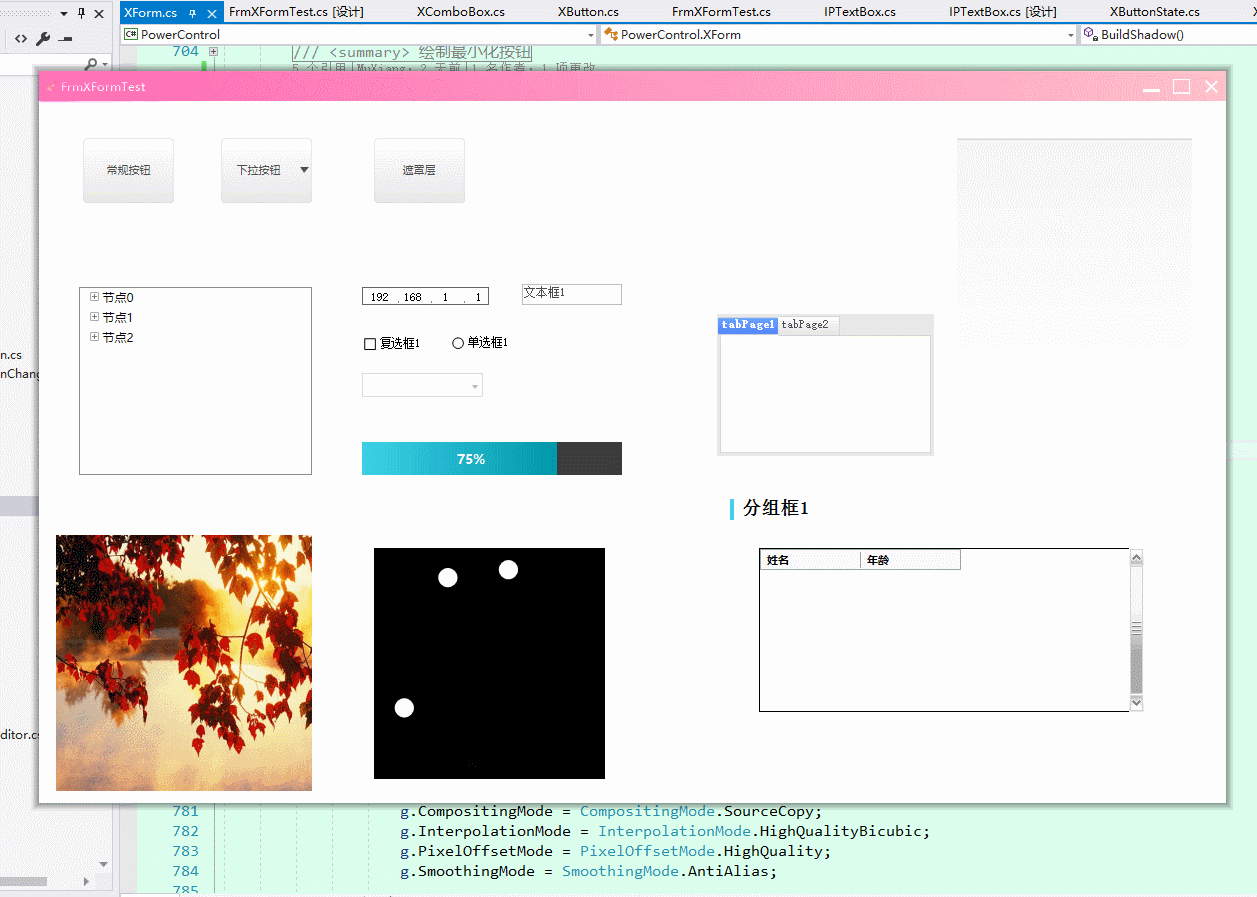 XForm.cs
FrmXFormTest.cs [设计]
XComboBox.cs
XButton.cs
FrmXFormTest.cs
IPTextBox.cs
IPTextBox.cs [设计]
XButtonState.cs
C# PowerControl
PowerControl.XForm
BuildShadow()
704
/// <summary> 绘制最小化按钮
5 个引用 | MuXiang，2 天前 | 1 名作者，1 项更改
FrmXFormTest
常规按钮
下拉按钮
遮罩层
节点0
节点1
节点2
192 . 168 . 1 . 1
文本框1
复选框1
单选框1
tabPage1
tabPage2
n.cs
nChang
75%
分组框1
姓名
年龄
ditor.cs
781 g.CompositingMode = CompositingMode.SourceCopy;
782 g.InterpolationMode = InterpolationMode.HighQualityBicubic;
783 g.PixelOffsetMode = PixelOffsetMode.HighQuality;
784 g.SmoothingMode = SmoothingMode.AntiAlias;
785